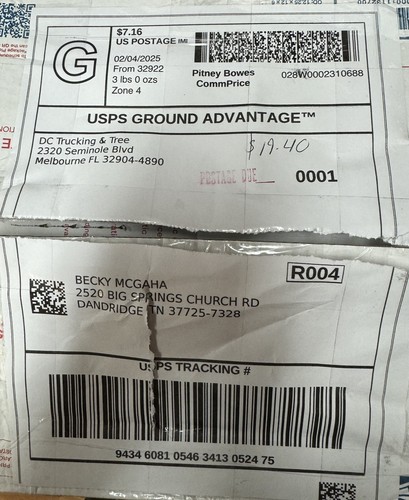 G
$7.16
US POSTAGE IMI
02/04/2025
From 32922
3 lbs 0 ozs
Zone 4
Pitney Bowes
CommPrice
028W0002310688
USPS GROUND ADVANTAGE™
DC Trucking & Tree
2320 Seminole Blvd
Melbourne FL 32904-4890
$19.40
POSTAGE DUE
0001
R004
BECKY MCGAHA
2520 BIG SPRINGS CHURCH RD
DANDRIDGE TN 37725-7328
USPS TRACKING #
9434 6081 0546 3413 0524 75